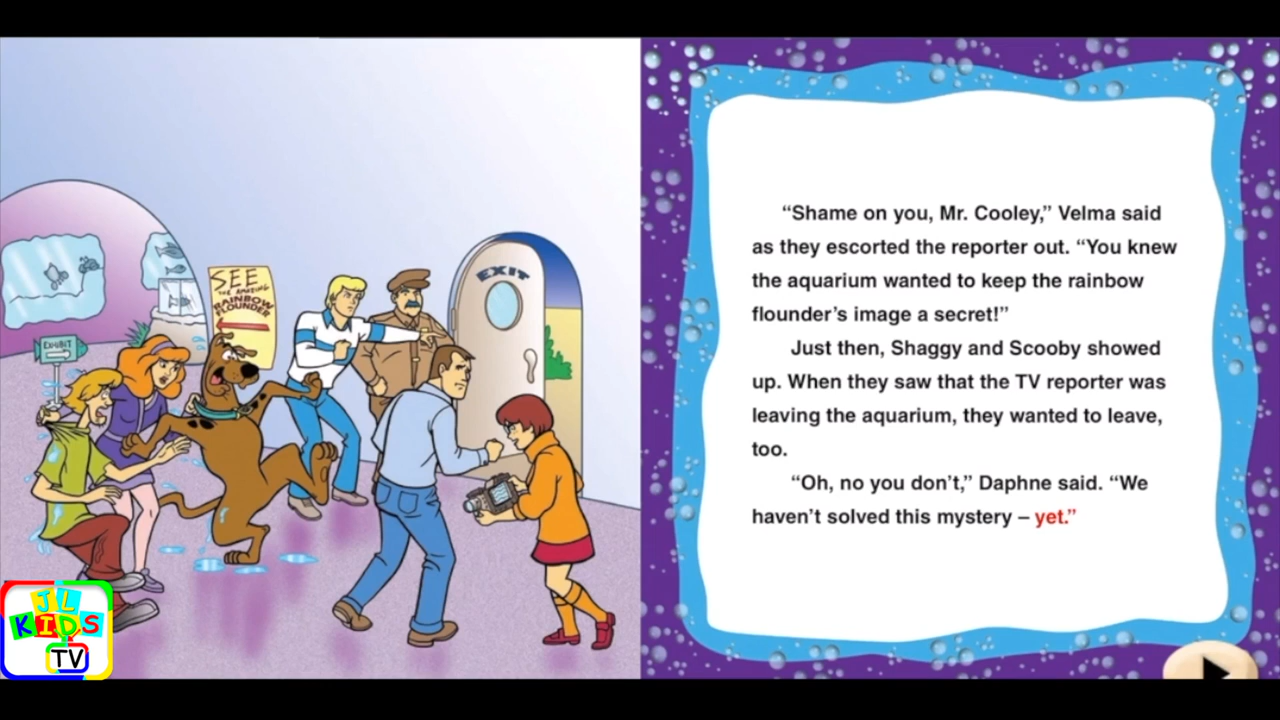 SEE
THE AMAZING
RAINBOW
FLOUNDER
EXIT
EXHIBIT
JL
KIDS
TV
“Shame on you, Mr. Cooley,” Velma said
as they escorted the reporter out. “You knew
the aquarium wanted to keep the rainbow
flounder’s image a secret!”
Just then, Shaggy and Scooby showed
up. When they saw that the TV reporter was
leaving the aquarium, they wanted to leave,
too.
“Oh, no you don’t,” Daphne said. “We
haven’t solved this mystery – yet.”